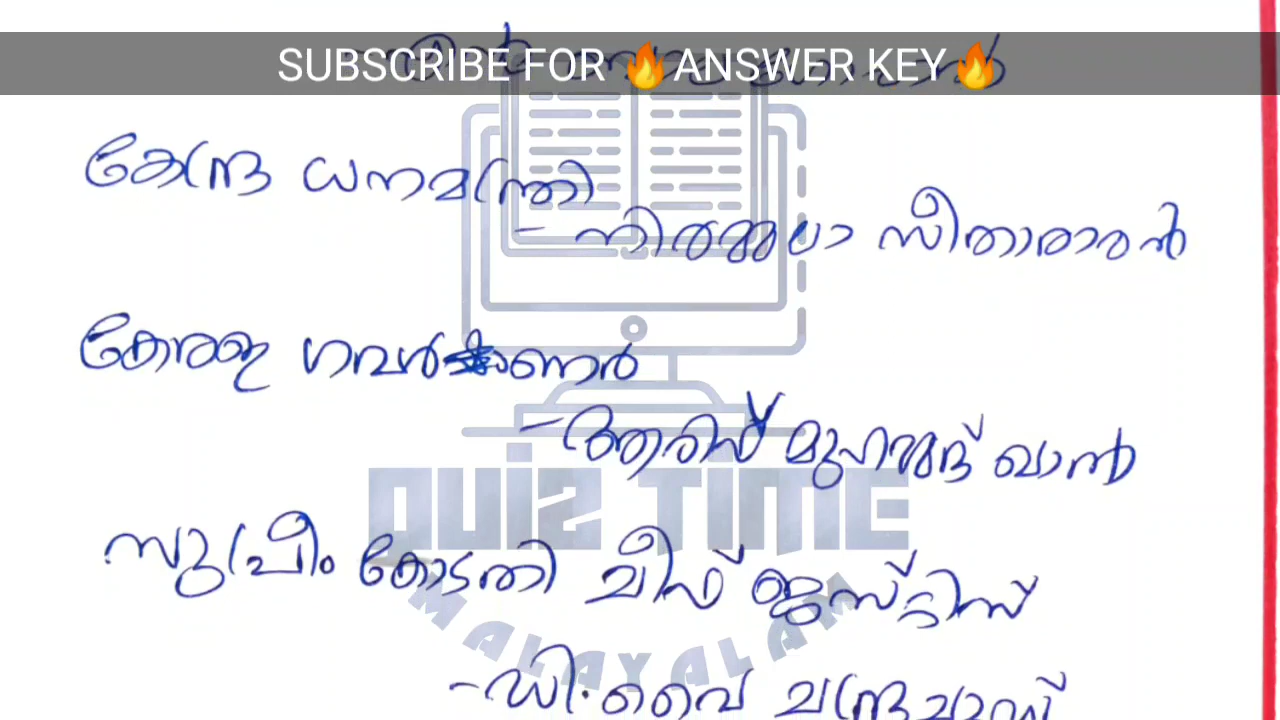 SUBSCRIBE FOR 🔥ANSWER KEY🔥
കേന്ദ്ര ധനമന്ത്രി
- നിർമ്മലാ സീതാരാരൻ
കേരള ഗവർണർ
- ആരിഫ് മുഹമ്മദ് ഖാൻ
സുപ്രീം കോടതി ചീഫ് ജസ്റ്റിസ്
- ഡി. വൈ ചന്ദ്രചൂഡ്
QUIZ TIME
MALAYALAM